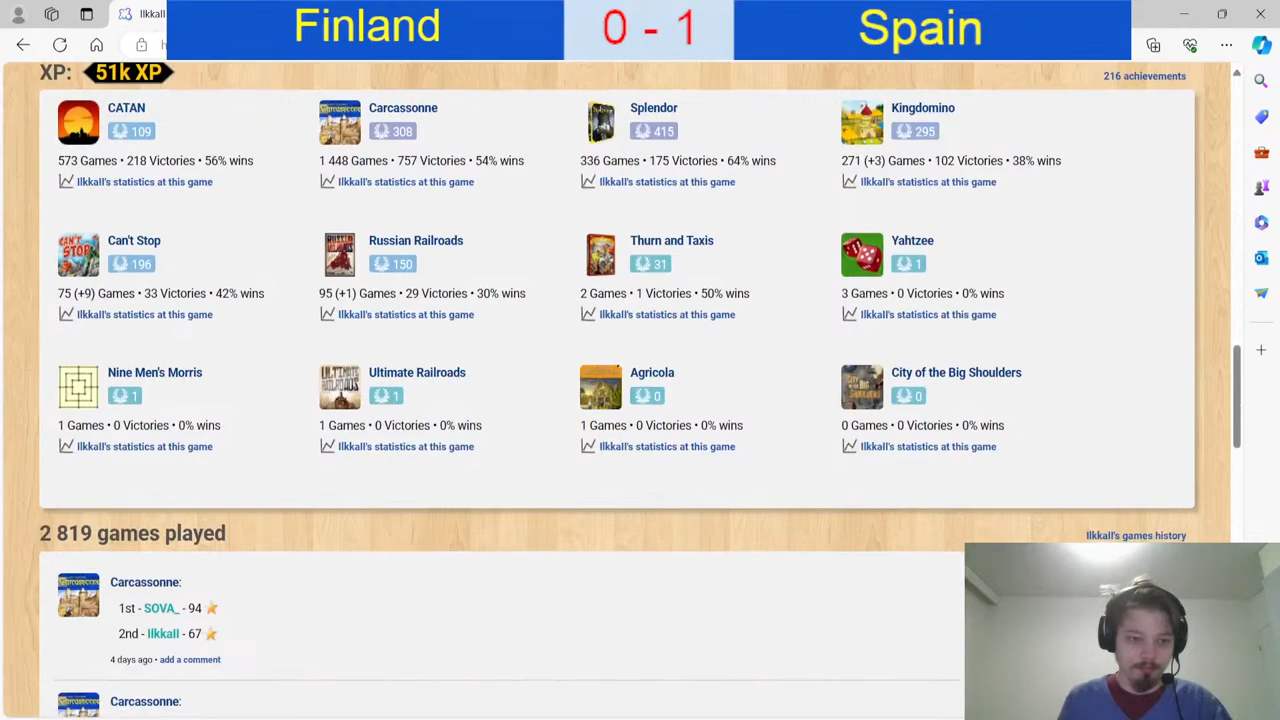 Finland 0 - 1 Spain
Ilkkall
XP: 51k XP 216 achievements
CATAN
109
573 Games • 218 Victories • 56% wins
Ilkkall's statistics at this game
Carcassonne
308
1 448 Games • 757 Victories • 54% wins
Ilkkall's statistics at this game
Splendor
415
336 Games • 175 Victories • 64% wins
Ilkkall's statistics at this game
Kingdomino
295
271 (+3) Games • 102 Victories • 38% wins
Ilkkall's statistics at this game
Can't Stop
196
75 (+9) Games • 33 Victories • 42% wins
Ilkkall's statistics at this game
Russian Railroads
150
95 (+1) Games • 29 Victories • 30% wins
Ilkkall's statistics at this game
Thurn and Taxis
31
2 Games • 1 Victories • 50% wins
Ilkkall's statistics at this game
Yahtzee
1
3 Games • 0 Victories • 0% wins
Ilkkall's statistics at this game
Nine Men's Morris
1
1 Games • 0 Victories • 0% wins
Ilkkall's statistics at this game
Ultimate Railroads
1
1 Games • 0 Victories • 0% wins
Ilkkall's statistics at this game
Agricola
0
1 Games • 0 Victories • 0% wins
Ilkkall's statistics at this game
City of the Big Shoulders
0
0 Games • 0 Victories • 0% wins
Ilkkall's statistics at this game
2 819 games played
Ilkkall's games history
Carcassonne:
1st - SOVA_ - 94
2nd - Ilkkall - 67
4 days ago • add a comment
Carcassonne: